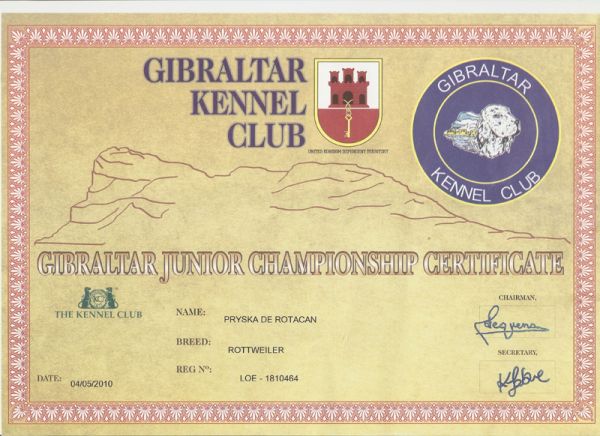 GIBRALTAR
KENNEL
CLUB
UNITED KINGDOM DEPENDENT TERRITORY
GIBRALTAR
KENNEL CLUB
GIBRALTAR JUNIOR CHAMPIONSHIP CERTIFICATE
KC
THE KENNEL CLUB
NAME: PRYSKA DE ROTACAN
BREED: ROTTWEILER
REG Nº: LOE - 1810464
DATE: 04/05/2010
CHAIRMAN,
SECRETARY,